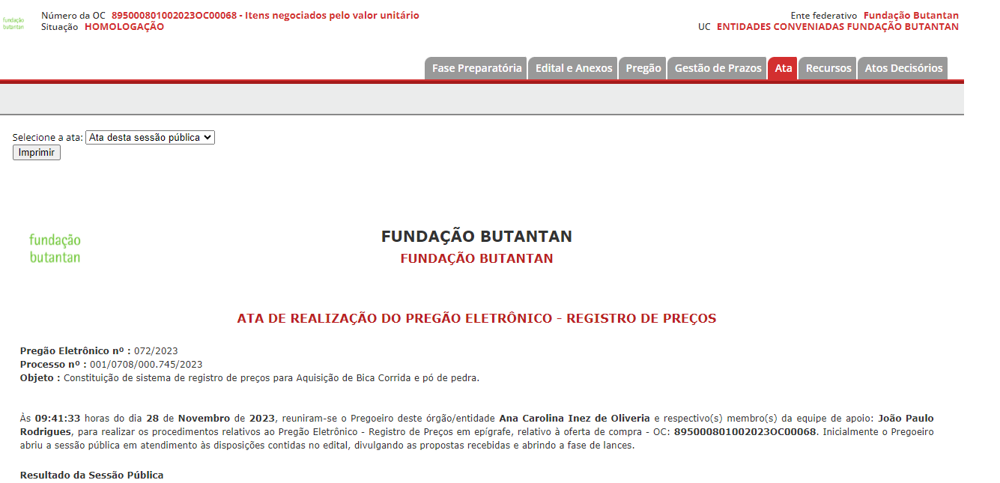 fundação
butantan
Número da OC 895000801002023OC00068 - Itens negociados pelo valor unitário
Situação HOMOLOGAÇÃO
Ente federativo Fundação Butantan
UC ENTIDADES CONVENIADAS FUNDAÇÃO BUTANTAN
Fase Preparatória Edital e Anexos Pregão Gestão de Prazos Ata Recursos Atos Decisórios
Selecione a ata: Ata desta sessão pública
Imprimir
fundação
butantan
FUNDAÇÃO BUTANTAN
FUNDAÇÃO BUTANTAN
ATA DE REALIZAÇÃO DO PREGÃO ELETRÔNICO - REGISTRO DE PREÇOS
Pregão Eletrônico nº : 072/2023
Processo nº : 001/0708/000.745/2023
Objeto : Constituição de sistema de registro de preços para Aquisição de Bica Corrida e pó de pedra.
Às 09:41:33 horas do dia 28 de Novembro de 2023, reuniram-se o Pregoeiro deste órgão/entidade Ana Carolina Inez de Oliveria e respectivo(s) membro(s) da equipe de apoio: João Paulo
Rodrigues, para realizar os procedimentos relativos ao Pregão Eletrônico - Registro de Preços em epígrafe, relativo à oferta de compra - OC: 895000801002023OC00068. Inicialmente o Pregoeiro
abriu a sessão pública em atendimento às disposições contidas no edital, divulgando as propostas recebidas e abrindo a fase de lances.
Resultado da Sessão Pública